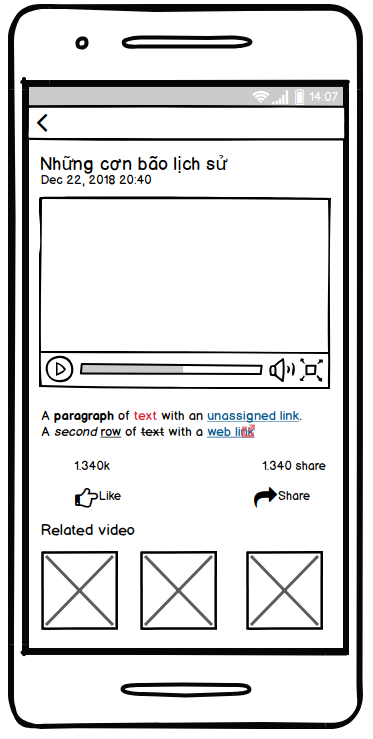 14:07
Những cơn bão lịch sử
Dec 22, 2018 20:40
A paragraph of text with an unassigned link.
A second row of text with a web link
1.340k 1.340 share
Like Share
Related video